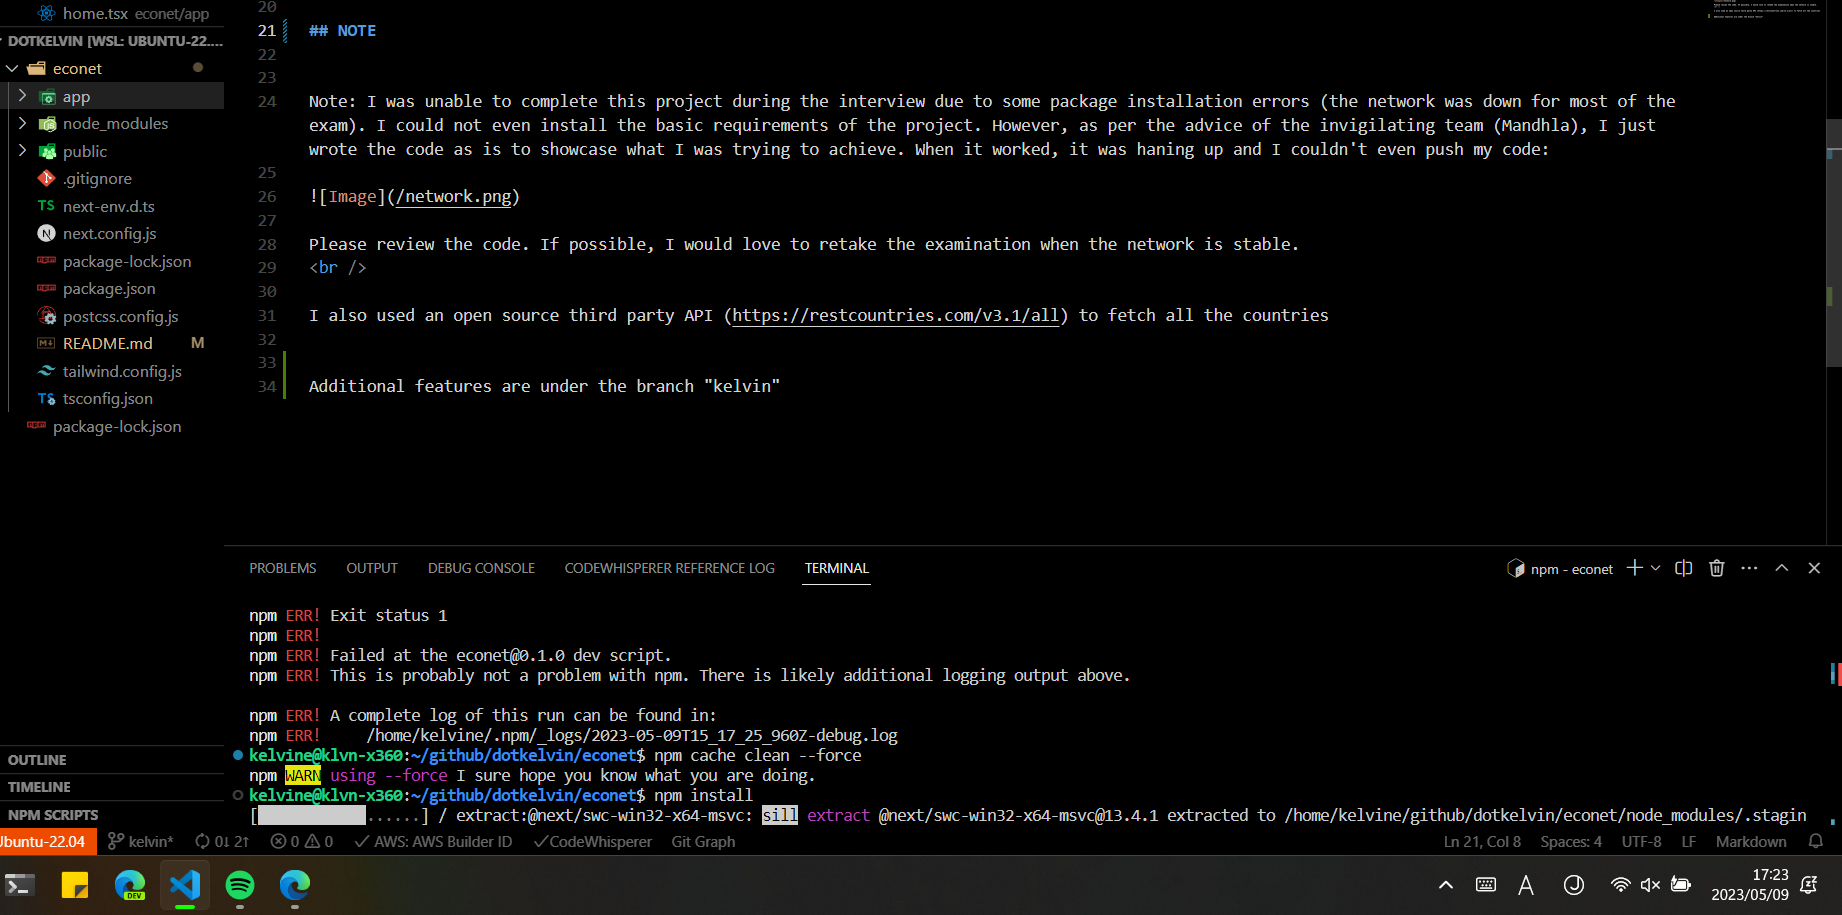 home.tsx econet/app
DOTKELVIN [WSL: UBUNTU-22....
econet
app
node_modules
public
.gitignore
next-env.d.ts
next.config.js
package-lock.json
package.json
postcss.config.js
README.md M
tailwind.config.js
tsconfig.json
package-lock.json
OUTLINE
TIMELINE
NPM SCRIPTS
20
21 ## NOTE
22
23
24 Note: I was unable to complete this project during the interview due to some package installation errors (the network was down for most of the
exam). I could not even install the basic requirements of the project. However, as per the advice of the invigilating team (Mandhla), I just
wrote the code as is to showcase what I was trying to achieve. When it worked, it was haning up and I couldn't even push my code:
25
26 ![Image](/network.png)
27
28 Please review the code. If possible, I would love to retake the examination when the network is stable.
29 <br />
30
31 I also used an open source third party API (https://restcountries.com/v3.1/all) to fetch all the countries
32
33
34 Additional features are under the branch "kelvin"
PROBLEMS OUTPUT DEBUG CONSOLE CODEWHISPERER REFERENCE LOG TERMINAL
npm - econet
npm ERR! Exit status 1
npm ERR!
npm ERR! Failed at the econet@0.1.0 dev script.
npm ERR! This is probably not a problem with npm. There is likely additional logging output above.
npm ERR! A complete log of this run can be found in:
npm ERR!     /home/kelvine/.npm/_logs/2023-05-09T15_17_25_960Z-debug.log
kelvine@klvn-x360:~/github/dotkelvin/econet$ npm cache clean --force
npm WARN using --force I sure hope you know what you are doing.
kelvine@klvn-x360:~/github/dotkelvin/econet$ npm install
[ ......] / extract:@next/swc-win32-x64-msvc: sill extract @next/swc-win32-x64-msvc@13.4.1 extracted to /home/kelvine/github/dotkelvin/econet/node_modules/.stagin
Ubuntu-22.04 kelvin* 0↓ 2↑ 0 0 AWS: AWS Builder ID CodeWhisperer Git Graph Ln 21, Col 8 Spaces: 4 UTF-8 LF Markdown
17:23
2023/05/09